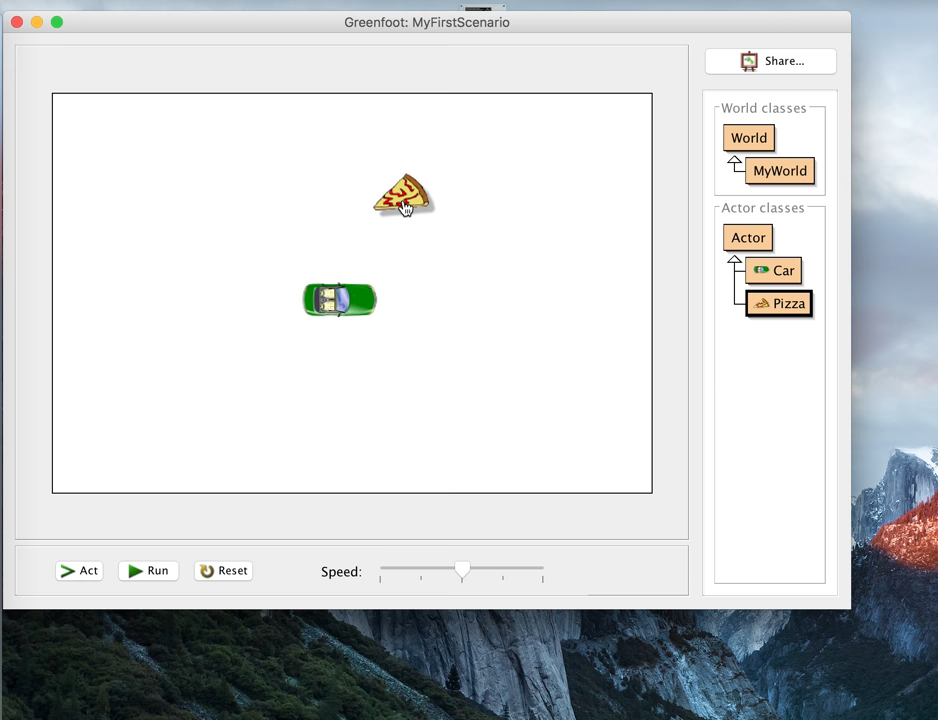 Greenfoot: MyFirstScenario
Share...
World classes
World
MyWorld
Actor classes
Actor
Car
Pizza
Act
Run
Reset
Speed: